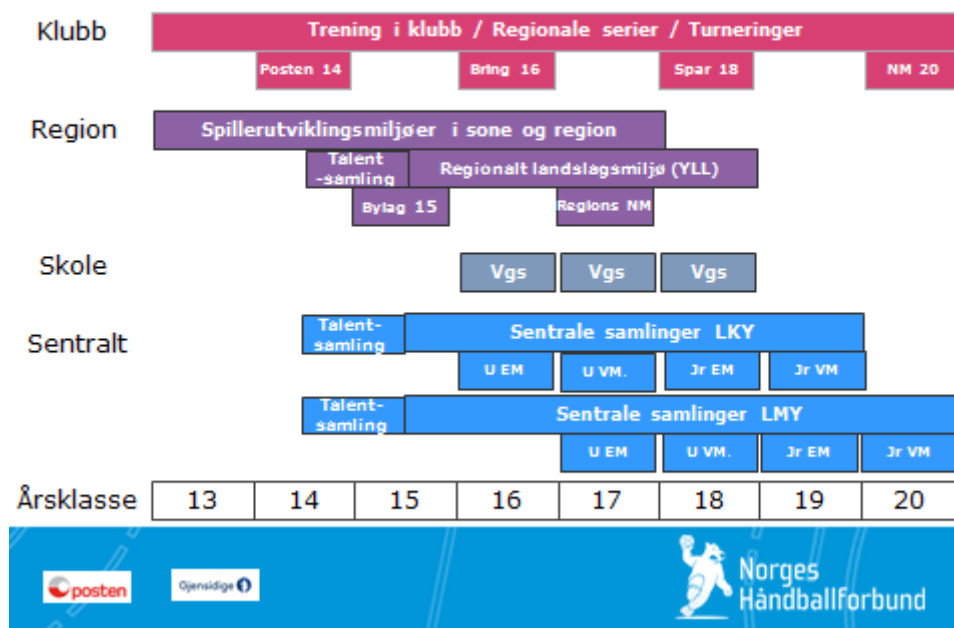 Klubb
Trening i klubb / Regionale serier / Turneringer
Posten 14
Bring 16
Spar 18
NM 20
Region
Spillerutviklingsmiljøer i sone og region
Talent
-samling
Regionalt landslagsmiljø (YLL)
Bylag 15
Regions NM
Skole
Vgs
Vgs
Vgs
Sentralt
Talent-
samling
Sentrale samlinger LKY
U EM
U VM.
Jr EM
Jr VM
Talent-
samling
Sentrale samlinger LMY
U EM
U VM.
Jr EM
Jr VM
Årsklasse 13 14 15 16 17 18 19 20
posten
Gjensidige
Norges
Håndballforbund